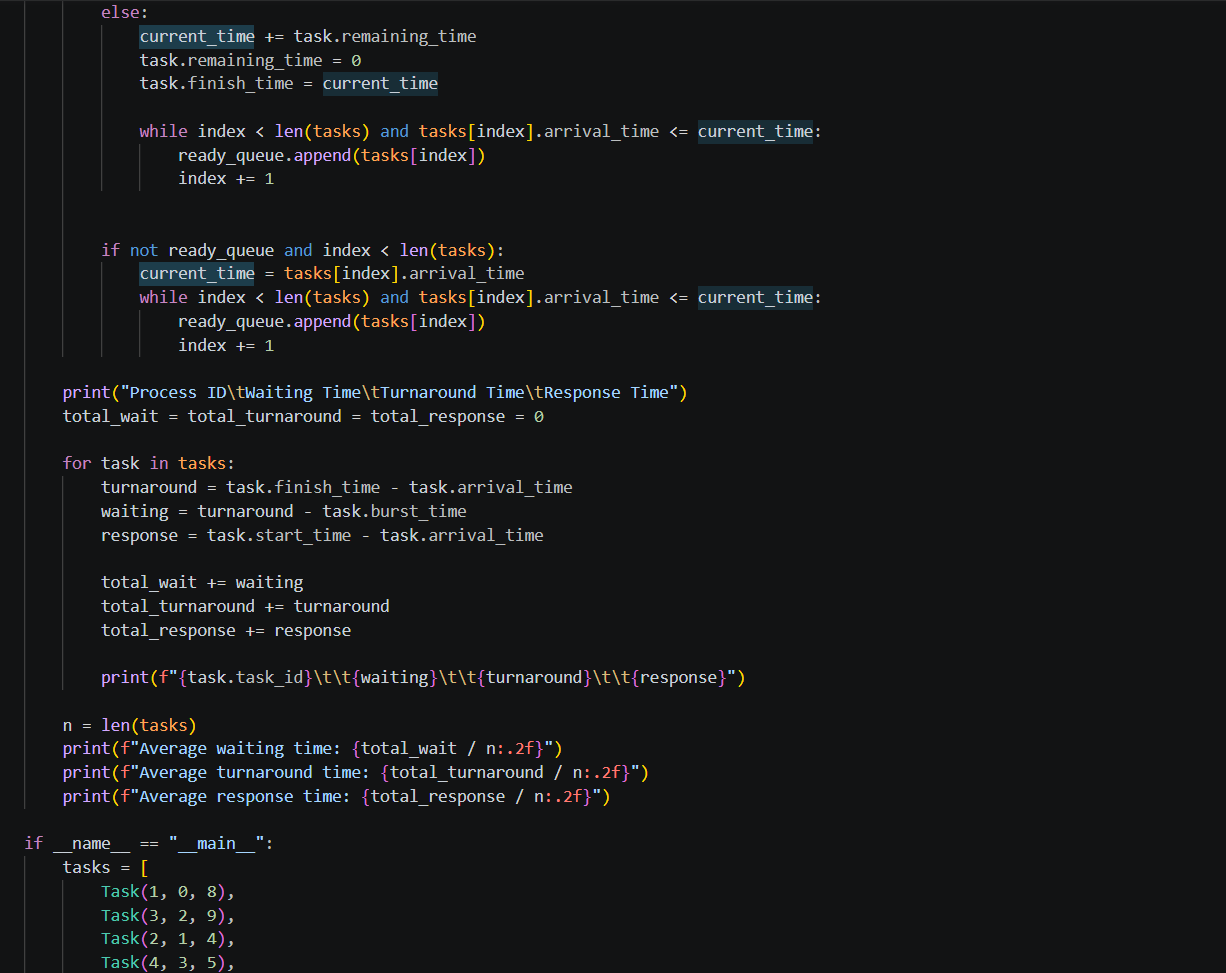 else:
current_time += task.remaining_time
task.remaining_time = 0
task.finish_time = current_time
while index < len(tasks) and tasks[index].arrival_time <= current_time:
ready_queue.append(tasks[index])
index += 1
if not ready_queue and index < len(tasks):
current_time = tasks[index].arrival_time
while index < len(tasks) and tasks[index].arrival_time <= current_time:
ready_queue.append(tasks[index])
index += 1
print("Process ID\tWaiting Time\tTurnaround Time\tResponse Time")
total_wait = total_turnaround = total_response = 0
for task in tasks:
turnaround = task.finish_time - task.arrival_time
waiting = turnaround - task.burst_time
response = task.start_time - task.arrival_time
total_wait += waiting
total_turnaround += turnaround
total_response += response
print(f"{task.task_id}\t\t{waiting}\t\t{turnaround}\t\t{response}")
n = len(tasks)
print(f"Average waiting time: {total_wait / n:.2f}")
print(f"Average turnaround time: {total_turnaround / n:.2f}")
print(f"Average response time: {total_response / n:.2f}")
if __name__ == "__main__":
tasks = [
Task(1, 0, 8),
Task(3, 2, 9),
Task(2, 1, 4),
Task(4, 3, 5),